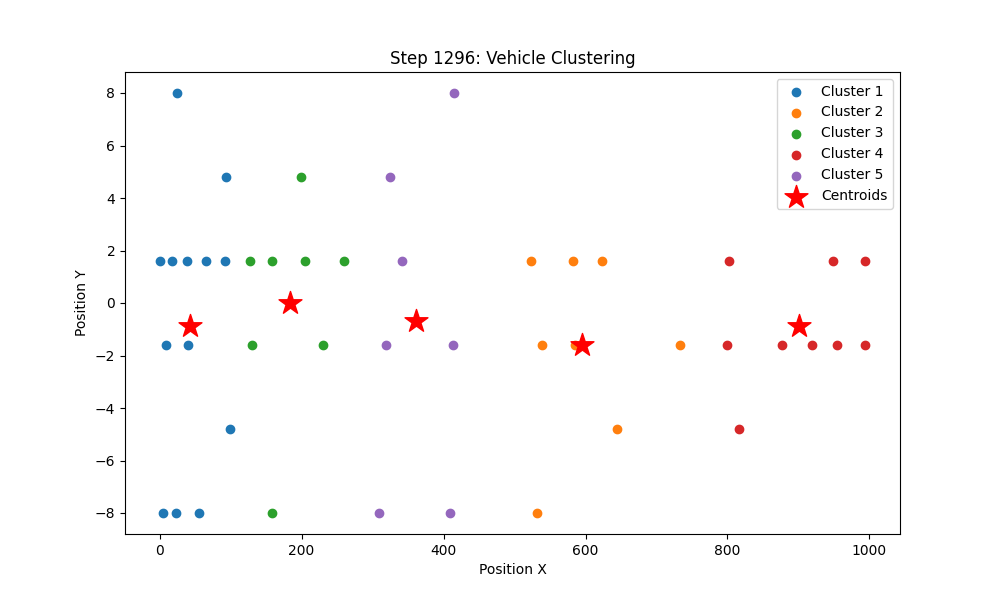 Step 1296: Vehicle Clustering
Cluster 1
Cluster 2
Cluster 3
Cluster 4
Cluster 5
Centroids
Position Y
8
6
4
2
0
−2
−4
−6
−8
0 200 400 600 800 1000
Position X